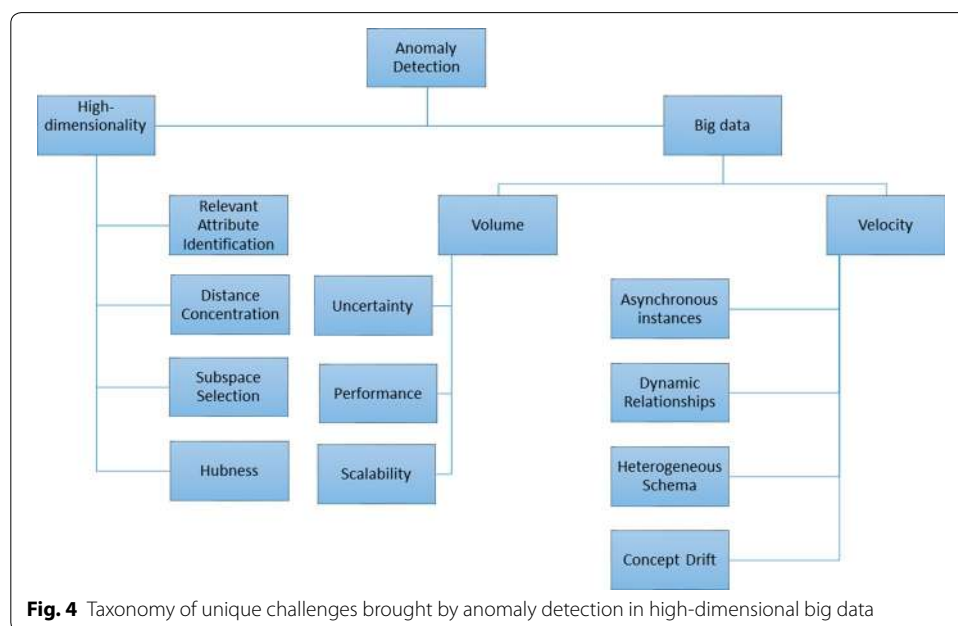 Anomaly
Detection
High-
dimensionality
Big data
Relevant
Attribute
Identification
Distance
Concentration
Subspace
Selection
Hubness
Volume
Uncertainty
Performance
Scalability
Velocity
Asynchronous
instances
Dynamic
Relationships
Heterogeneous
Schema
Concept Drift
Fig. 4 Taxonomy of unique challenges brought by anomaly detection in high-dimensional big data